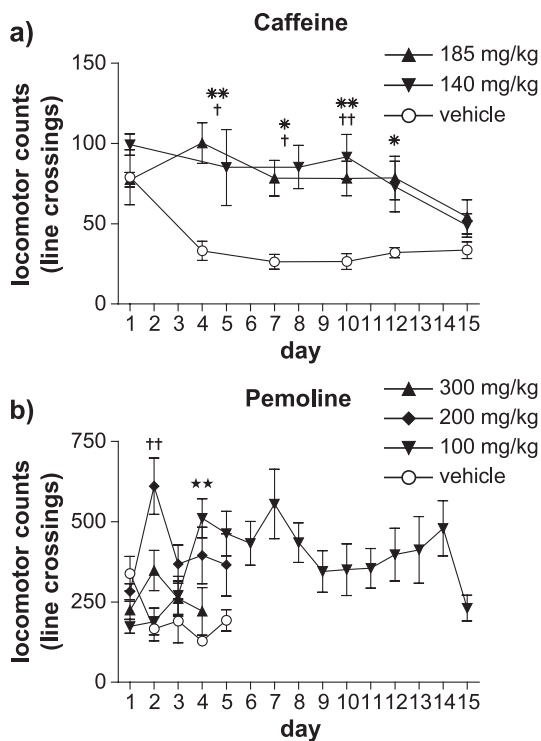 a)
Caffeine
185 mg/kg
140 mg/kg
vehicle
locomotor counts
(line crossings)
150
100
50
0
** 
†
*
†
**
††
*
1 2 3 4 5 6 7 8 9 10 11 12 13 14 15
day
b)
Pemoline
300 mg/kg
200 mg/kg
100 mg/kg
vehicle
locomotor counts
(line crossings)
750
500
250
0
††
★★
1 2 3 4 5 6 7 8 9 10 11 12 13 14 15
day